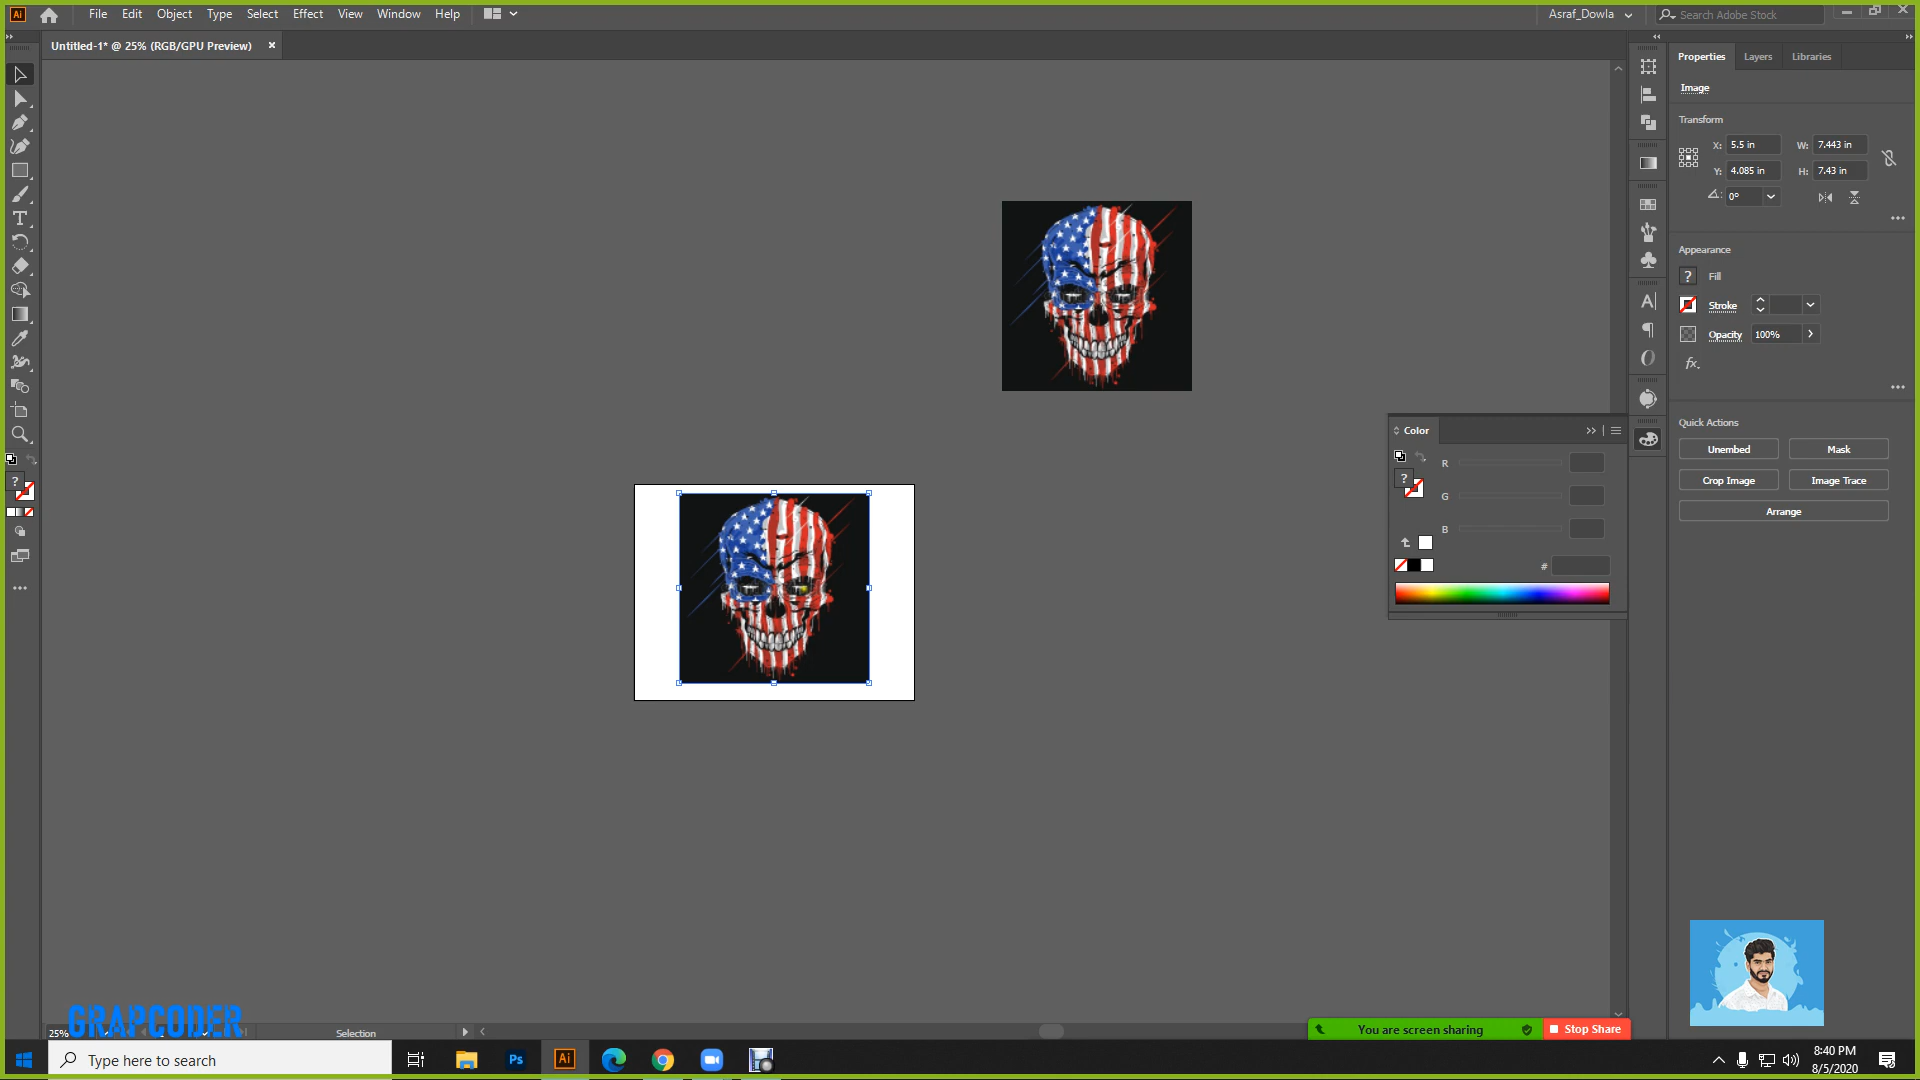 Ai File Edit Object Type Select Effect View Window Help Asraf_Dowla Search Adobe Stock
Untitled-1* @ 25% (RGB/GPU Preview) ×
Properties Layers Libraries
Image
Transform
X: 5.5 in W: 7.443 in
Y: 4.085 in H: 7.43 in
0°
Appearance
? Fill
Stroke
Opacity 100%
fx.
Quick Actions
Unembed Mask
Crop Image Image Trace
Arrange
Color
R
G
B
#
GRAPCODER
25% Selection
You are screen sharing Stop Share
Type here to search Ps Ai
8:40 PM
8/5/2020